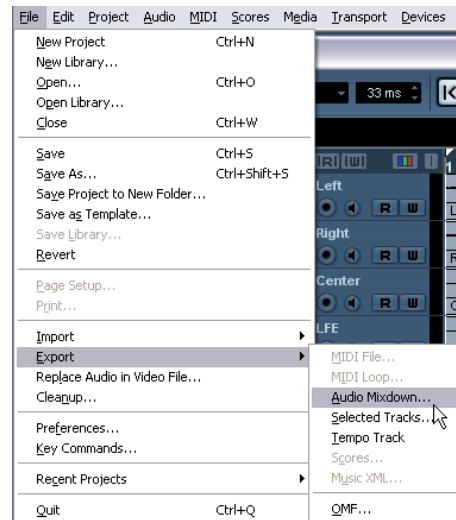 File Edit Project Audio MIDI Scores Media Transport Devices
New Project Ctrl+N
New Library...
Open... Ctrl+O
Open Library...
Close Ctrl+W
33 ms
Save Ctrl+S
Save As... Ctrl+Shift+S
Save Project to New Folder...
Save as Template...
Save Library...
Revert
Page Setup...
Print...
Import
Export
Replace Audio in Video File...
Cleanup...
Preferences...
Key Commands...
Recent Projects
Quit Ctrl+Q
R W 1
Left
R W L
Right
R W R
Center
R W C
LFE
MIDI File...
MIDI Loop...
Audio Mixdown...
Selected Tracks...
Tempo Track
Scores...
Music XML...
OMF...